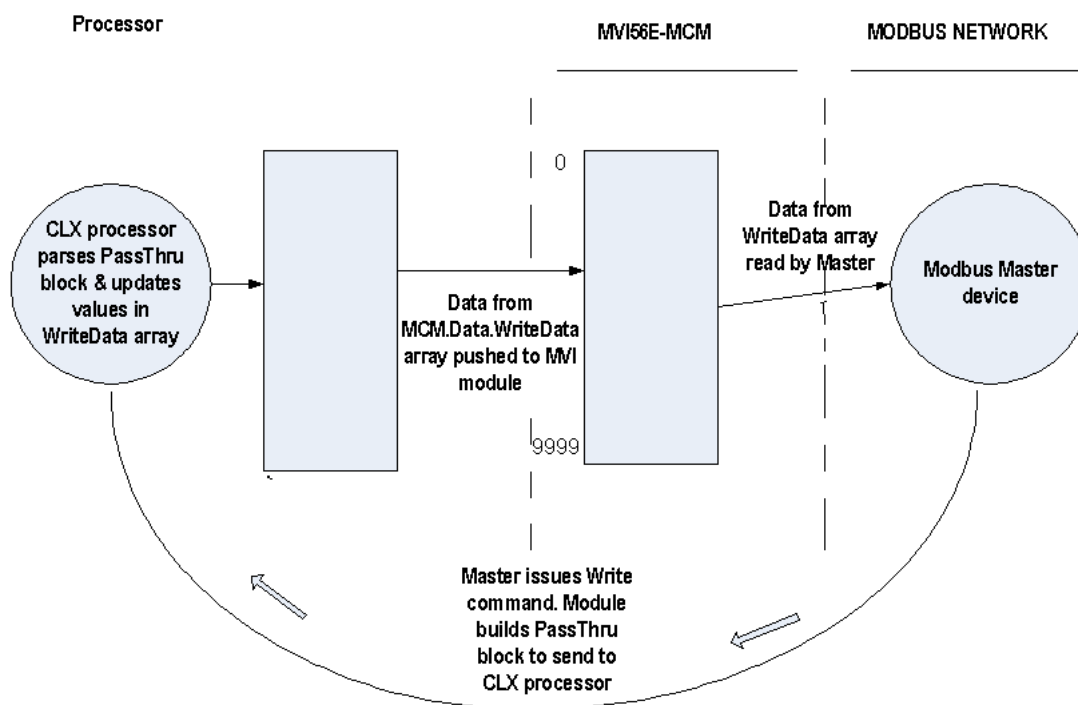 Processor
MVI56E-MCM
MODBUS NETWORK
0
CLX processor
parses PassThru
block & updates
values in
WriteData array
Data from
MCM.Data.WriteData
array pushed to MVI
module
Data from
WriteData array
read by Master
Modbus Master
device
9999
Master issues Write
command. Module
builds PassThru
block to send to
CLX processor